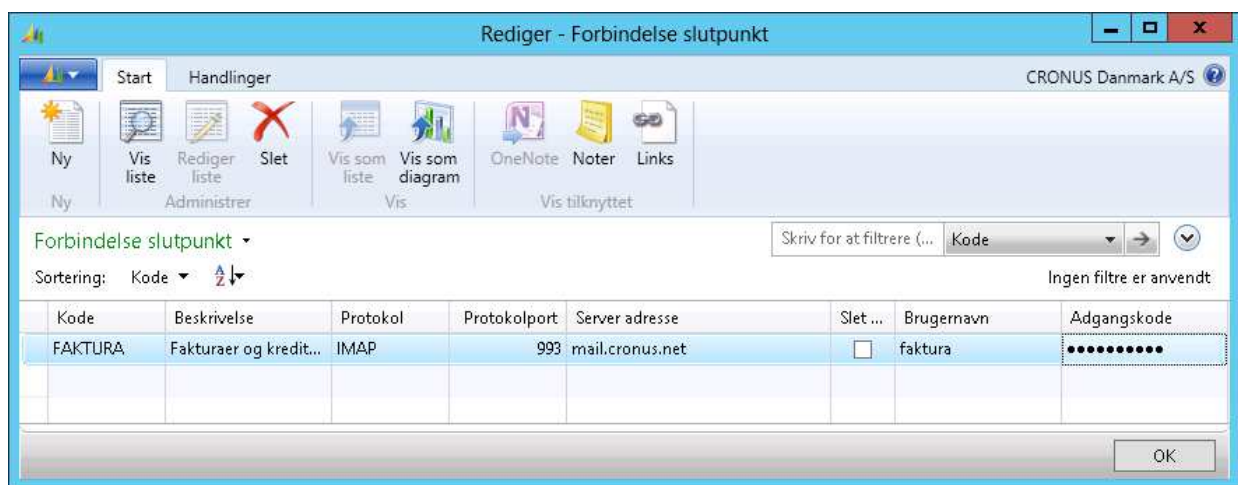 Rediger - Forbindelse slutpunkt
Start Handlinger CRONUS Danmark A/S
Ny Vis liste Rediger liste Slet Vis som liste Vis som diagram OneNote Noter Links
Ny Administrer Vis Vis tilknyttet
Forbindelse slutpunkt Skriv for at filtrere (... Kode
Sortering: Kode Ingen filtre er anvendt
Kode Beskrivelse Protokol Protokolport Server adresse Slet ... Brugernavn Adgangskode
FAKTURA Fakturaer og kredit... IMAP 993 mail.cronus.net faktura ••••••••••
OK